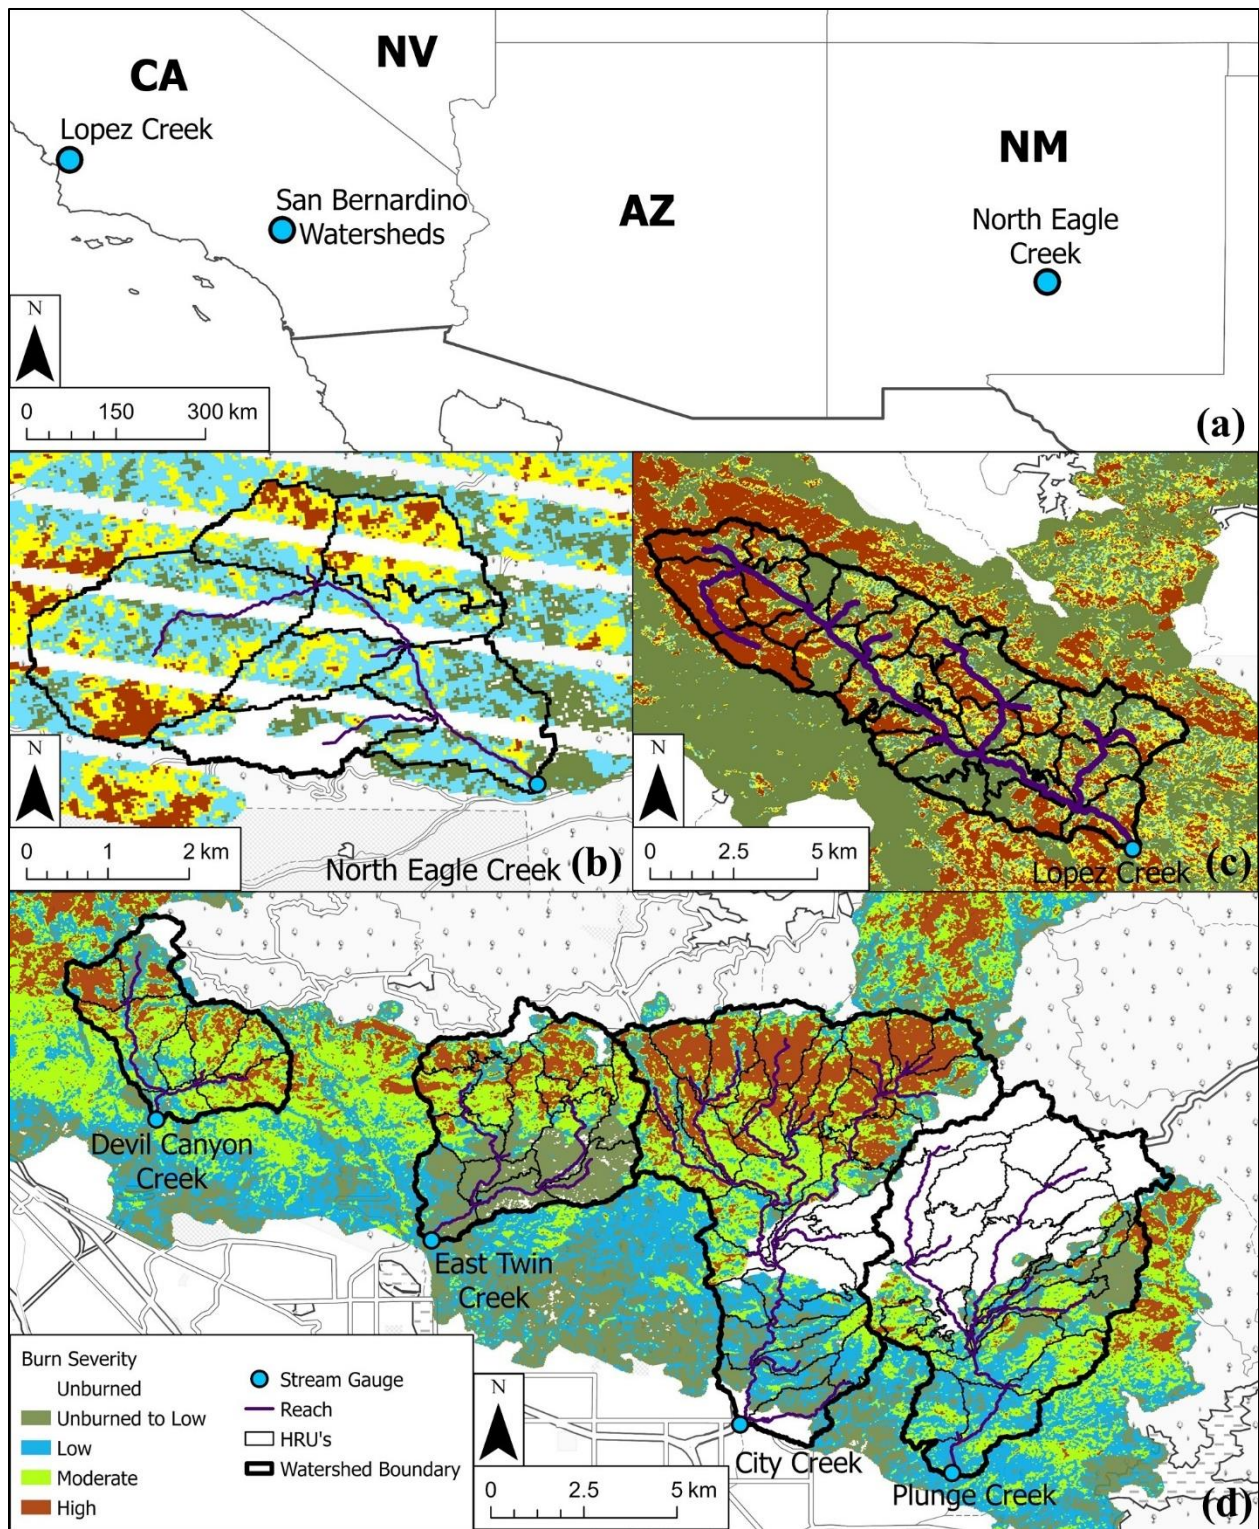 CA
NV
Lopez Creek
San Bernardino
Watersheds
AZ
NM
North Eagle
Creek
N
0 150 300 km
(a)
N
0 1 2 km
North Eagle Creek
(b)
N
0 2.5 5 km
Lopez Creek
(c)
Devil Canyon
Creek
East Twin
Creek
City Creek
Plunge Creek
Burn Severity
Unburned
Unburned to Low
Low
Moderate
High
Stream Gauge
Reach
HRU's
Watershed Boundary
N
0 2.5 5 km
(d)